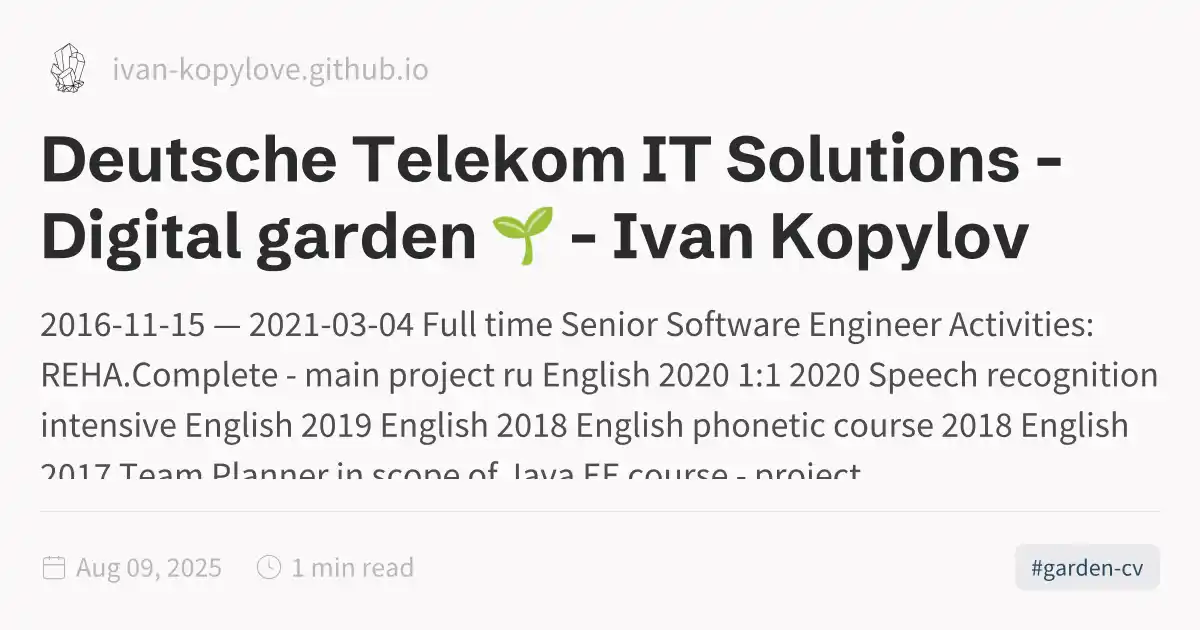 ivan-kopylove.github.io
Deutsche Telekom IT Solutions -
Digital garden 🌱 - Ivan Kopylov
2016-11-15 — 2021-03-04 Full time Senior Software Engineer Activities:
REHA.Complete - main project ru English 2020 1:1 2020 Speech recognition
intensive English 2019 English 2018 English phonetic course 2018 English
2017 Team Planner in scope of Java EE course - project
Aug 09, 2025
1 min read
#garden-cv